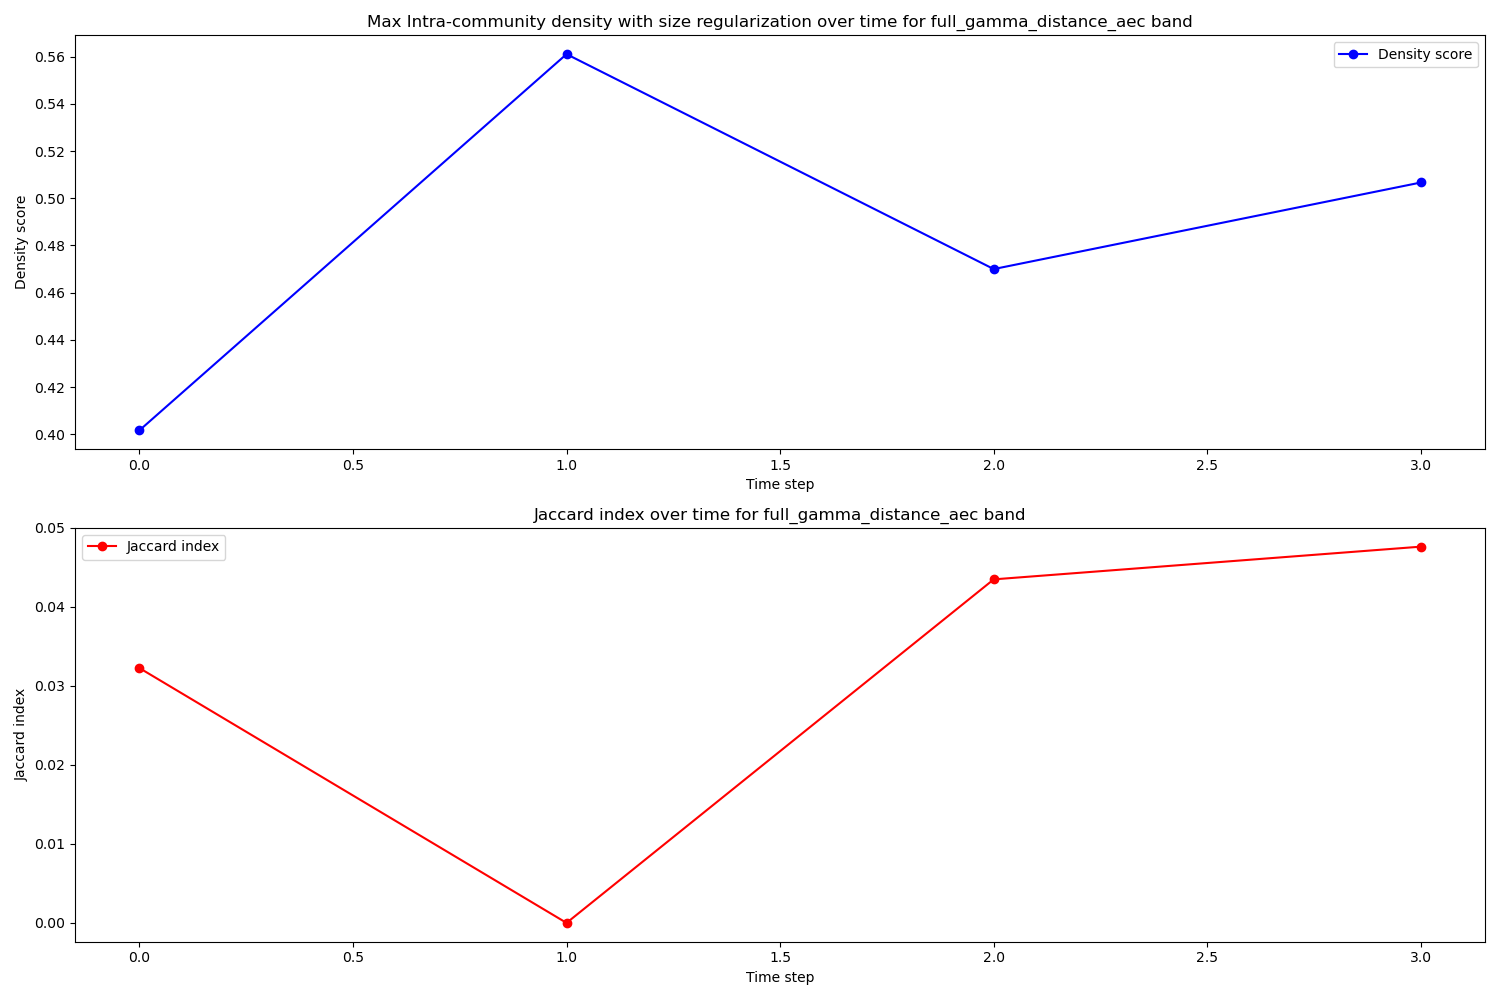 Max Intra-community density with size regularization over time for full_gamma_distance_aec band
Density score
0.56
0.54
0.52
0.50
0.48
0.46
0.44
0.42
0.40
Density score
0.0 0.5 1.0 1.5 2.0 2.5 3.0
Time step
Jaccard index over time for full_gamma_distance_aec band
Jaccard index
0.05
0.04
0.03
0.02
0.01
0.00
Jaccard index
0.0 0.5 1.0 1.5 2.0 2.5 3.0
Time step